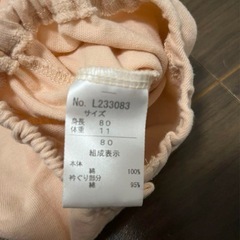 No. L233083
サイズ
身長 80
体重 11
80
組成表示
本体
綿 100%
衿ぐり部分
綿 95%